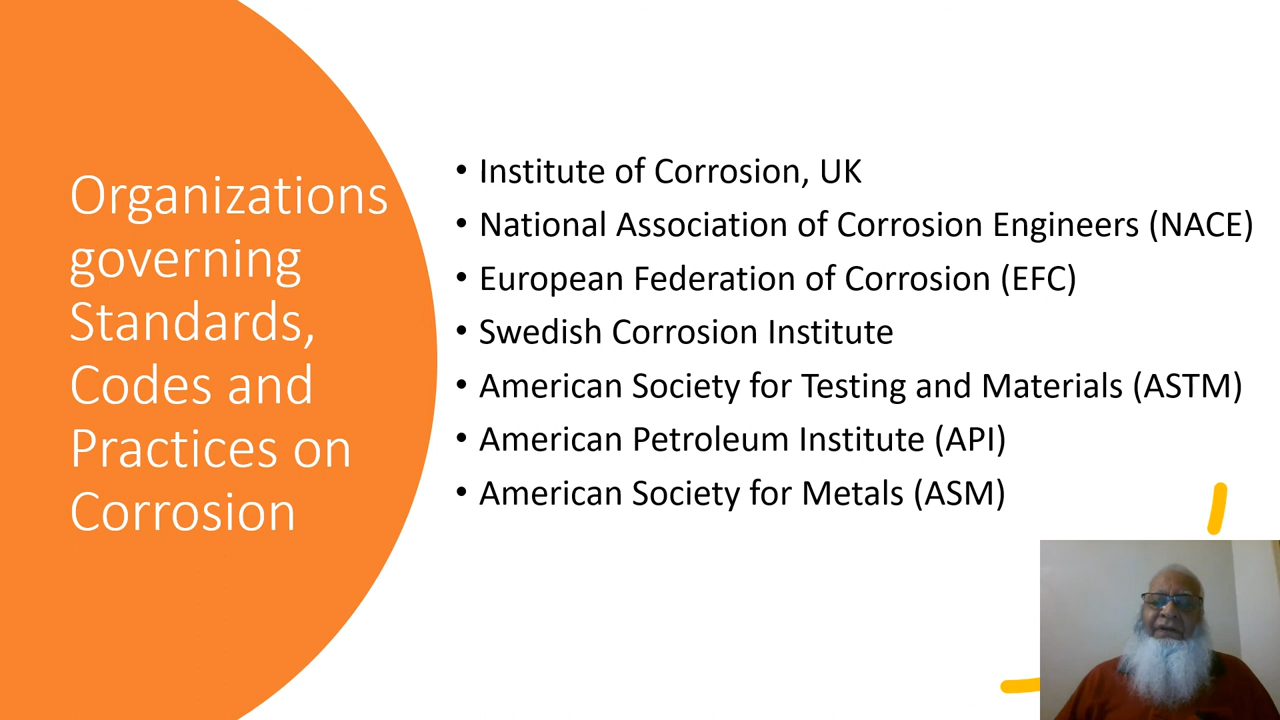 Organizations
governing
Standards,
Codes and
Practices on
Corrosion
• Institute of Corrosion, UK
• National Association of Corrosion Engineers (NACE)
• European Federation of Corrosion (EFC)
• Swedish Corrosion Institute
• American Society for Testing and Materials (ASTM)
• American Petroleum Institute (API)
• American Society for Metals (ASM)